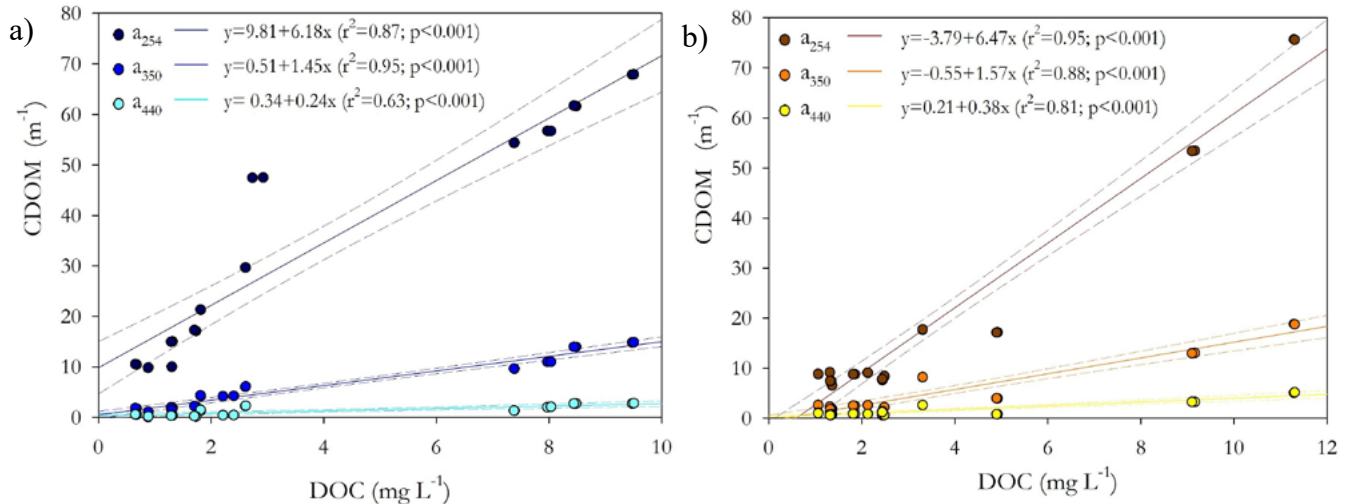 a)
a254 y=9.81+6.18x (r²=0.87; p<0.001)
a350 y=0.51+1.45x (r²=0.95; p<0.001)
a440 y= 0.34+0.24x (r²=0.63; p<0.001)
CDOM (m⁻¹)
80
70
60
50
40
30
20
10
0
0 2 4 6 8 10
DOC (mg L⁻¹)
b)
a254 y=-3.79+6.47x (r²=0.95; p<0.001)
a350 y=-0.55+1.57x (r²=0.88; p<0.001)
a440 y=0.21+0.38x (r²=0.81; p<0.001)
CDOM (m⁻¹)
80
70
60
50
40
30
20
10
0
0 2 4 6 8 10 12
DOC (mg L⁻¹)